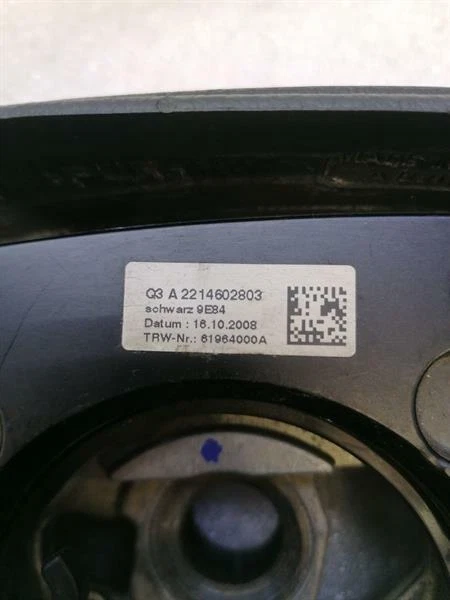 Q3 A 2214602803
schwarz 9E84
Datum : 16.10.2008
TRW-Nr.: 61964000A